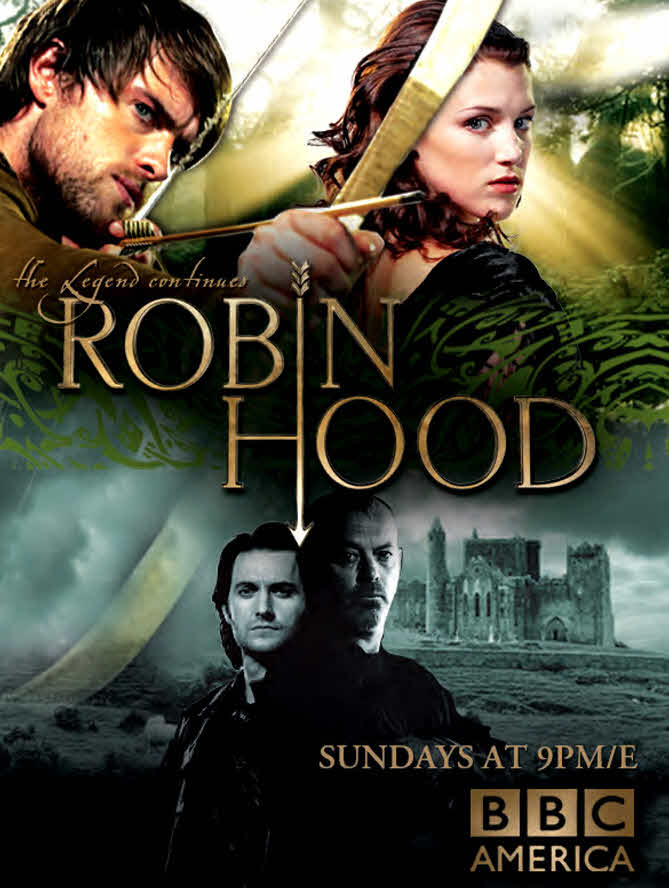 the Legend continues
ROBIN
HOOD
SUNDAYS AT 9PM/E
BBC
AMERICA